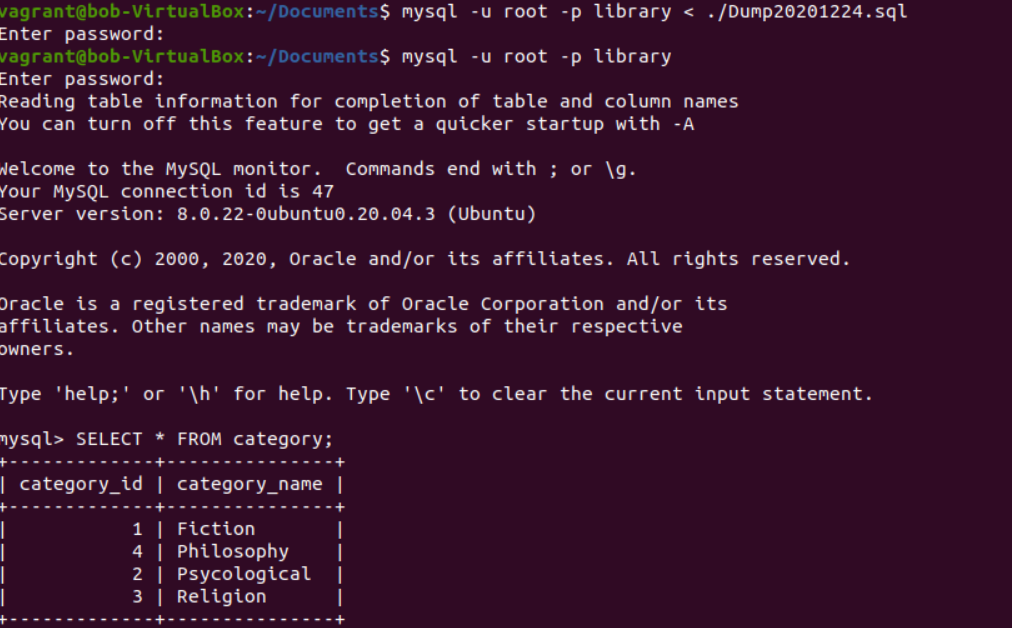 vagrant@bob-VirtualBox:~/Documents$ mysql -u root -p library < ./Dump20201224.sql
Enter password:
vagrant@bob-VirtualBox:~/Documents$ mysql -u root -p library
Enter password:
Reading table information for completion of table and column names
You can turn off this feature to get a quicker startup with -A
Welcome to the MySQL monitor.  Commands end with ; or \g.
Your MySQL connection id is 47
Server version: 8.0.22-0ubuntu0.20.04.3 (Ubuntu)
Copyright (c) 2000, 2020, Oracle and/or its affiliates. All rights reserved.
Oracle is a registered trademark of Oracle Corporation and/or its
affiliates. Other names may be trademarks of their respective
owners.
Type 'help;' or '\h' for help. Type '\c' to clear the current input statement.
mysql> SELECT * FROM category;
+-------------+---------------+
| category_id | category_name |
+-------------+---------------+
|           1 | Fiction       |
|           4 | Philosophy    |
|           2 | Psycological  |
|           3 | Religion      |
+-------------+---------------+